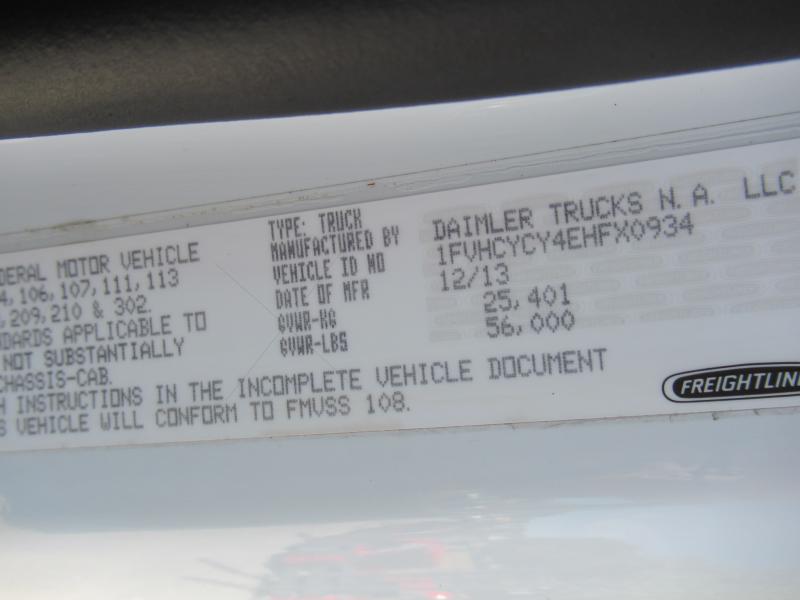 DERAL MOTOR VEHICLE
4, 106, 107, 111, 113
, 209, 210 & 302.
DARDS APPLICABLE TO
NOT SUBSTANTIALLY
CHASSIS-CAB.
H INSTRUCTIONS IN THE INCOMPLETE VEHICLE DOCUMENT
S VEHICLE WILL CONFORM TO FMVSS 108.
TYPE: TRUCK
MANUFACTURED BY DAIMLER TRUCKS N. A. LLC
VEHICLE ID NO 1FVHCYCY4EHFX0934
DATE OF MFR 12/13
GVWR-KG 25,401
GVWR-LBS 56,000
FREIGHTLINE